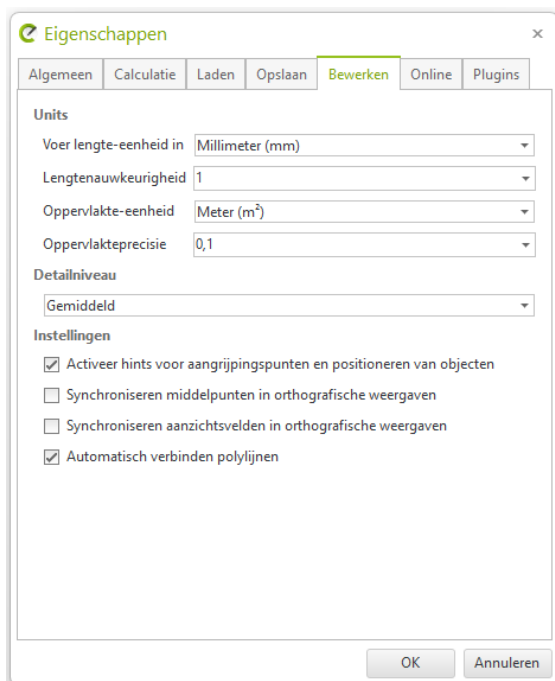 Eigenschappen
Algemeen Calculatie Laden Opslaan Bewerken Online Plugins
Units
Voer lengte-eenheid in Millimeter (mm)
Lengtenauwkeurigheid 1
Oppervlakte-eenheid Meter (m²)
Oppervlakteprecisie 0,1
Detailniveau
Gemiddeld
Instellingen
Activeer hints voor aangrijpingspunten en positioneren van objecten
Synchroniseren middelpunten in orthografische weergaven
Synchroniseren aanzichtsvelden in orthografische weergaven
Automatisch verbinden polylijnen
OK Annuleren